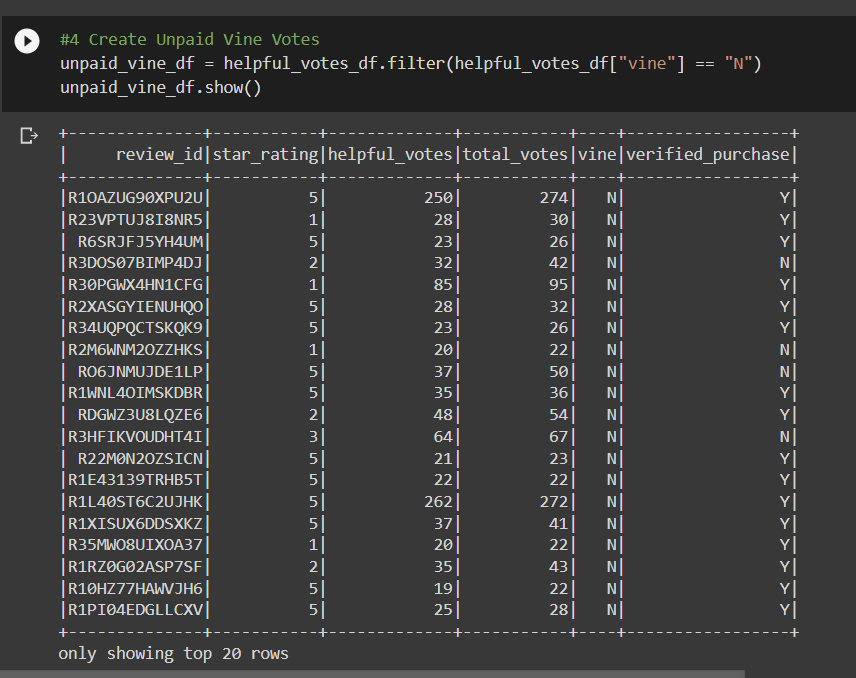 #4 Create Unpaid Vine Votes
unpaid_vine_df = helpful_votes_df.filter(helpful_votes_df["vine"] == "N")
unpaid_vine_df.show()
+--------------+-----------+-------------+-----------+----+-----------------+
|     review_id|star_rating|helpful_votes|total_votes|vine|verified_purchase|
+--------------+-----------+-------------+-----------+----+-----------------+
|R1OAZUG90XPU2U|          5|          250|        274|   N|                Y|
|R23VPTUJ8I8NR5|          1|           28|         30|   N|                Y|
| R6SRJFJ5YH4UM|          5|           23|         26|   N|                Y|
|R3DOS07BIMP4DJ|          2|           32|         42|   N|                N|
|R30PGWX4HN1CFG|          1|           85|         95|   N|                Y|
|R2XASGYIENUHQO|          5|           28|         32|   N|                Y|
|R34UQPQCTSKQK9|          5|           23|         26|   N|                Y|
|R2M6WNM2OZZHKS|          1|           20|         22|   N|                N|
| RO6JNMUJDE1LP|          5|           37|         50|   N|                N|
|R1WNL4OIMSKDBR|          5|           35|         36|   N|                Y|
| RDGWZ3U8LQZE6|          2|           48|         54|   N|                Y|
|R3HFIKVOUDHT4I|          3|           64|         67|   N|                N|
| R22M0N2OZSICN|          5|           21|         23|   N|                Y|
|R1E43139TRHB5T|          5|           22|         22|   N|                Y|
|R1L40ST6C2UJHK|          5|          262|        272|   N|                Y|
|R1XISUX6DDSXKZ|          5|           37|         41|   N|                Y|
|R35MWO8UIXOA37|          1|           20|         22|   N|                Y|
|R1RZ0G02ASP7SF|          2|           35|         43|   N|                Y|
|R10HZ77HAWVJH6|          5|           19|         22|   N|                Y|
|R1PI04EDGLLCXV|          5|           25|         28|   N|                Y|
+--------------+-----------+-------------+-----------+----+-----------------+
only showing top 20 rows